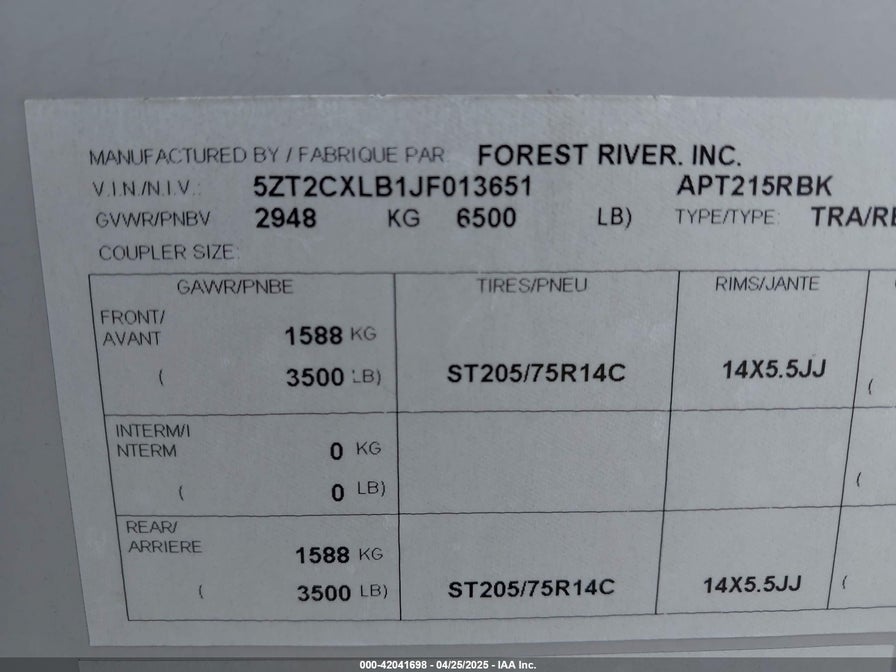 MANUFACTURED BY / FABRIQUE PAR FOREST RIVER. INC.
V.I.N./N.I.V.: 5ZT2CXLB1JF013651 APT215RBK
GVWR/PNBV 2948 KG 6500 LB) TYPE/TYPE: TRA/RE
COUPLER SIZE:
GAWR/PNBE TIRES/PNEU RIMS/JANTE
FRONT/
AVANT 1588 KG
( 3500 LB) ST205/75R14C 14X5.5JJ (
INTERM/I
NTERM 0 KG
( 0 LB) (
REAR/
ARRIERE 1588 KG
( 3500 LB) ST205/75R14C 14X5.5JJ (
000-42041698 - 04/25/2025 - IAA Inc.